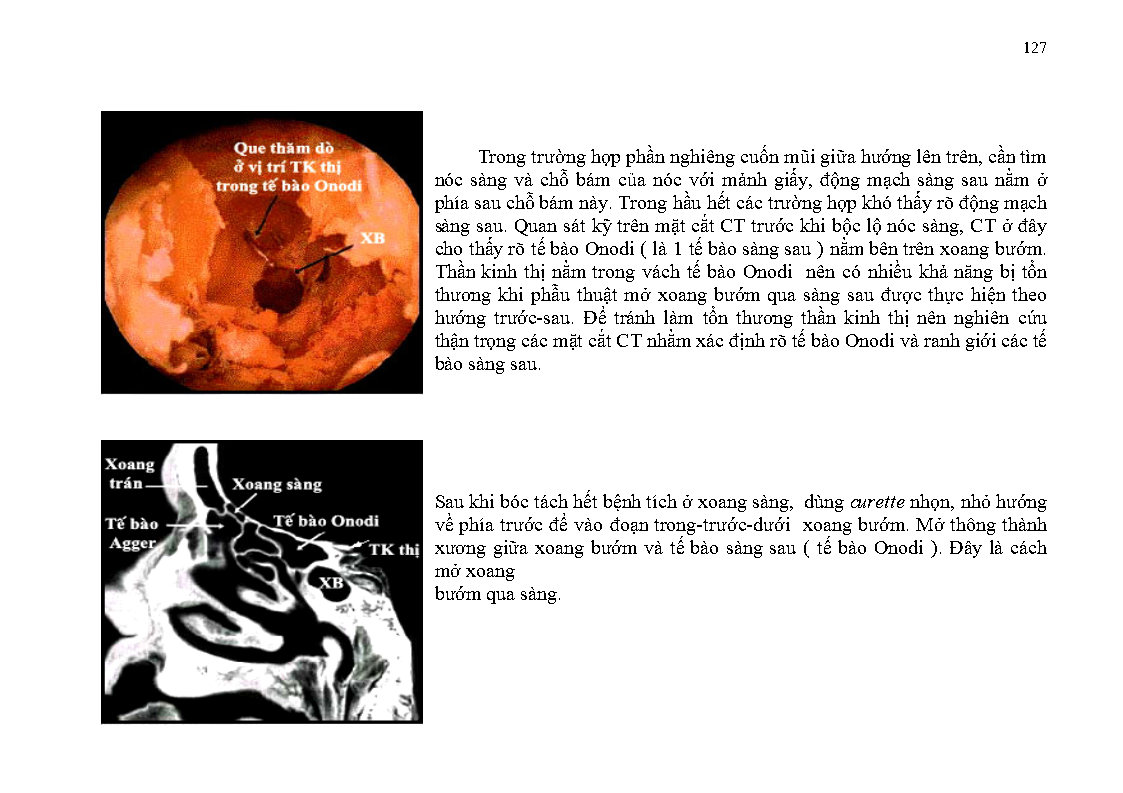 127
Que thăm dò
ở vị trí TK thị
trong tế bào Onodi
XB
Trong trường hợp phần nghiêng cuốn mũi giữa hướng lên trên, cần tìm
nóc sàng và chỗ bám của nóc với mảnh giấy, động mạch sàng sau nằm ở
phía sau chỗ bám này. Trong hầu hết các trường hợp khó thấy rõ động mạch
sàng sau. Quan sát kỹ trên mặt cắt CT trước khi bộc lộ nóc sàng, CT ở đây
cho thấy rõ tế bào Onodi ( là 1 tế bào sàng sau ) nằm bên trên xoang bướm.
Thần kinh thị nằm trong vách tế bào Onodi nên có nhiều khả năng bị tổn
thương khi phẫu thuật mở xoang bướm qua sàng sau được thực hiện theo
hướng trước-sau. Để tránh làm tổn thương thần kinh thị nên nghiên cứu
thận trọng các mặt cắt CT nhằm xác định rõ tế bào Onodi và ranh giới các tế
bào sàng sau.
Xoang
trán
Xoang sàng
Tế bào
Agger
Tế bào Onodi
TK thị
XB
Sau khi bóc tách hết bệnh tích ở xoang sàng, dùng curette nhọn, nhỏ hướng
về phía trước để vào đoạn trong-trước-dưới xoang bướm. Mở thông thành
xương giữa xoang bướm và tế bào sàng sau ( tế bào Onodi ). Đây là cách
mở xoang
bướm qua sàng.